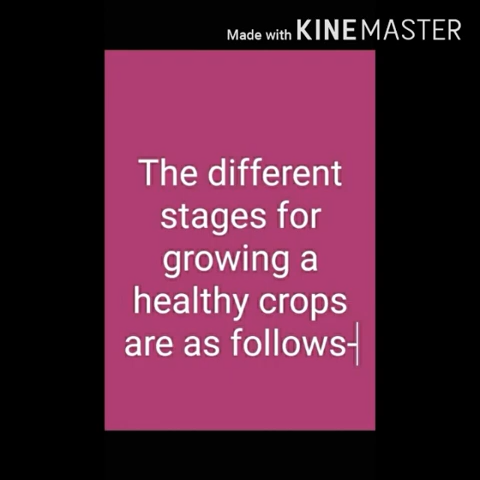 Made with KINEMASTER
The different
stages for
growing a
healthy crops
are as follows-